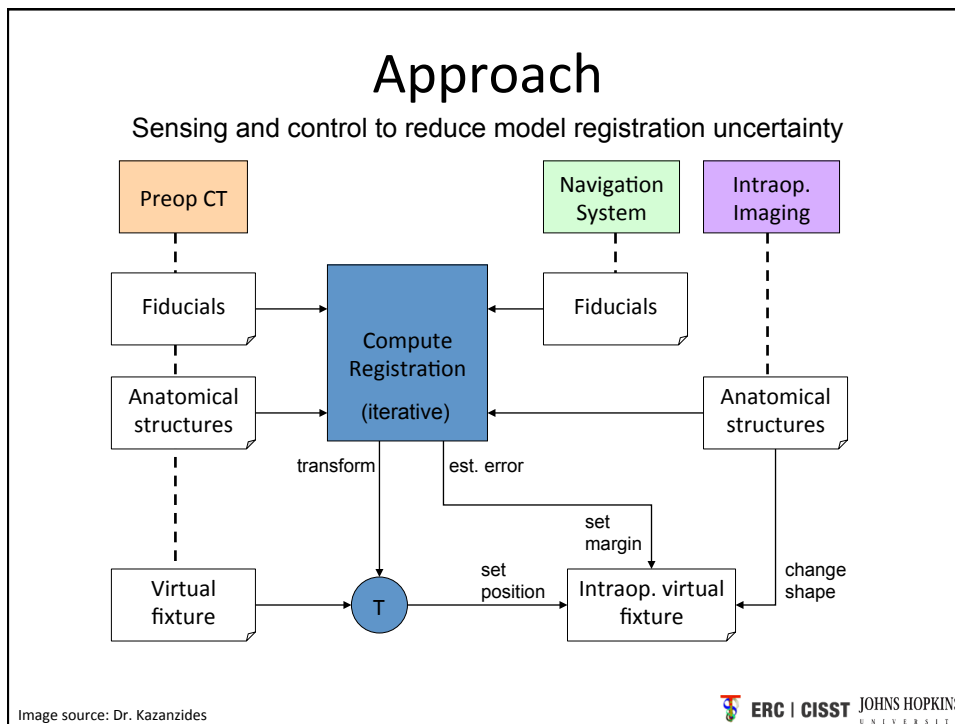 Approach
Sensing and control to reduce model registration uncertainty
Preop CT
Navigation
System
Intraop.
Imaging
Fiducials
Compute
Registration
(iterative)
Fiducials
Anatomical
structures
Anatomical
structures
transform
est. error
set
margin
change
shape
Virtual
fixture
T
set
position
Intraop. virtual
fixture
Image source: Dr. Kazanzides
ERC | CISST
JOHNS HOPKINS
U N I V E R S I T